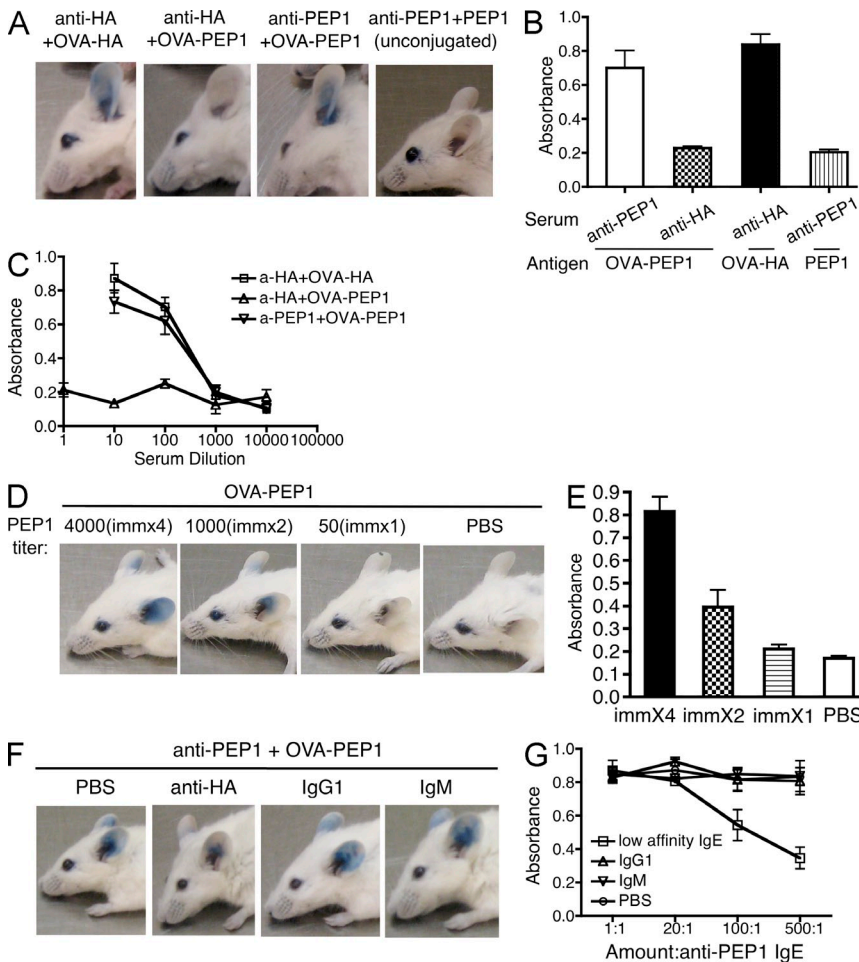 A
anti-HA
+OVA-HA
anti-HA
+OVA-PEP1
anti-PEP1
+OVA-PEP1
anti-PEP1+PEP1
(unconjugated)
B
Absorbance
0.8
0.6
0.4
0.2
0.0
Serum
anti-PEP1
anti-HA
anti-HA
anti-PEP1
Antigen
OVA-PEP1
OVA-HA
PEP1
C
Absorbance
1.0
0.8
0.6
0.4
0.2
0.0
a-HA+OVA-HA
a-HA+OVA-PEP1
a-PEP1+OVA-PEP1
1 10 100 1000 10000 100000
Serum Dilution
D
OVA-PEP1
PEP1
titer:
4000(immx4) 1000(immx2) 50(immx1) PBS
E
Absorbance
0.9
0.8
0.7
0.6
0.5
0.4
0.3
0.2
0.1
0.0
immX4 immX2 immX1 PBS
F
anti-PEP1 + OVA-PEP1
PBS anti-HA IgG1 IgM
G
Absorbance
1.0
0.8
0.6
0.4
0.2
0.0
low affinity IgE
IgG1
IgM
PBS
1:1 20:1 100:1 500:1
Amount:anti-PEP1 IgE